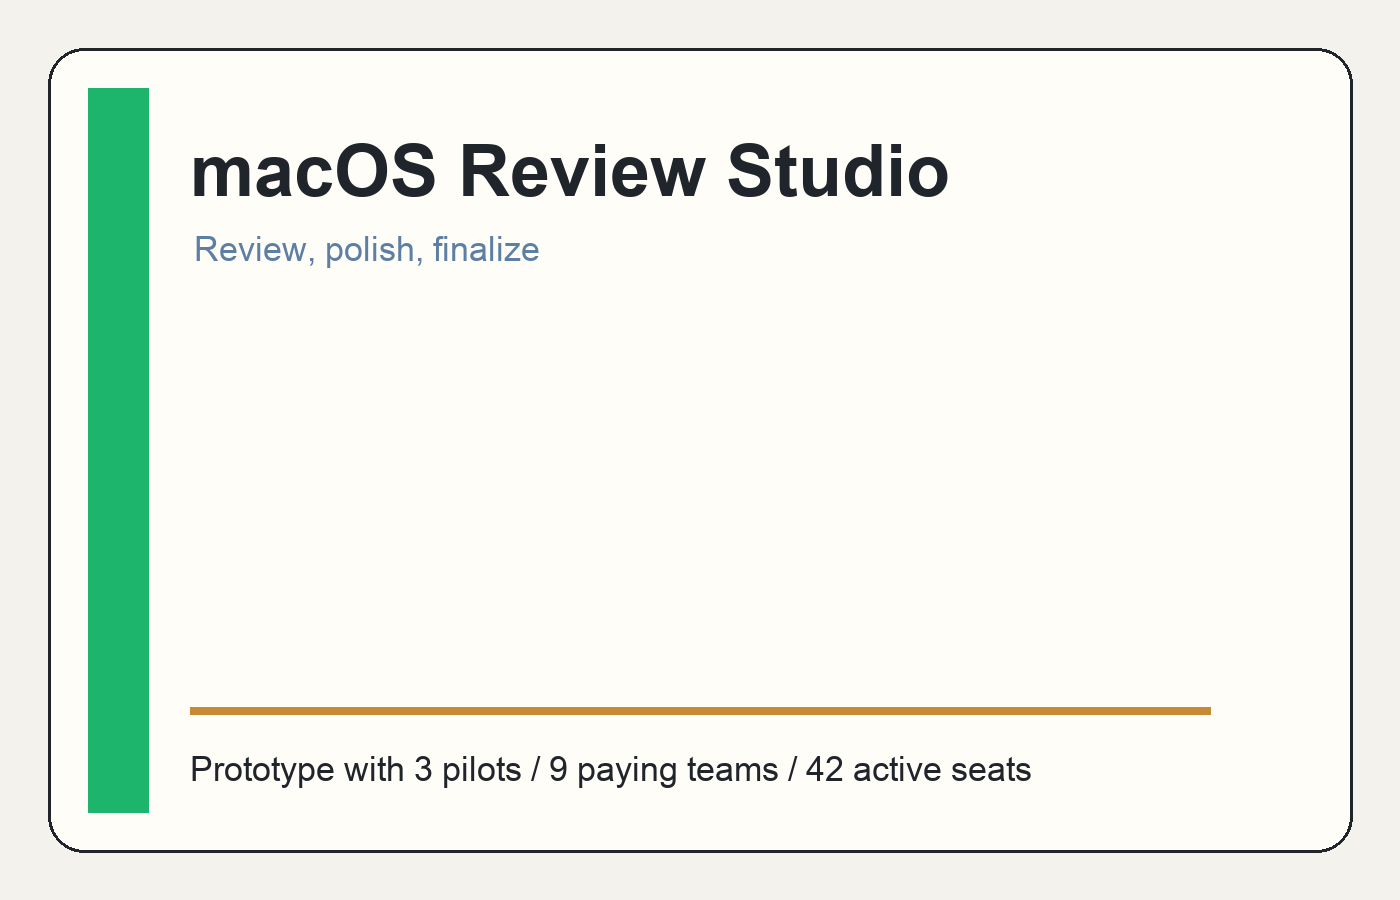 macOS Review Studio
Review, polish, finalize
Prototype with 3 pilots / 9 paying teams / 42 active seats